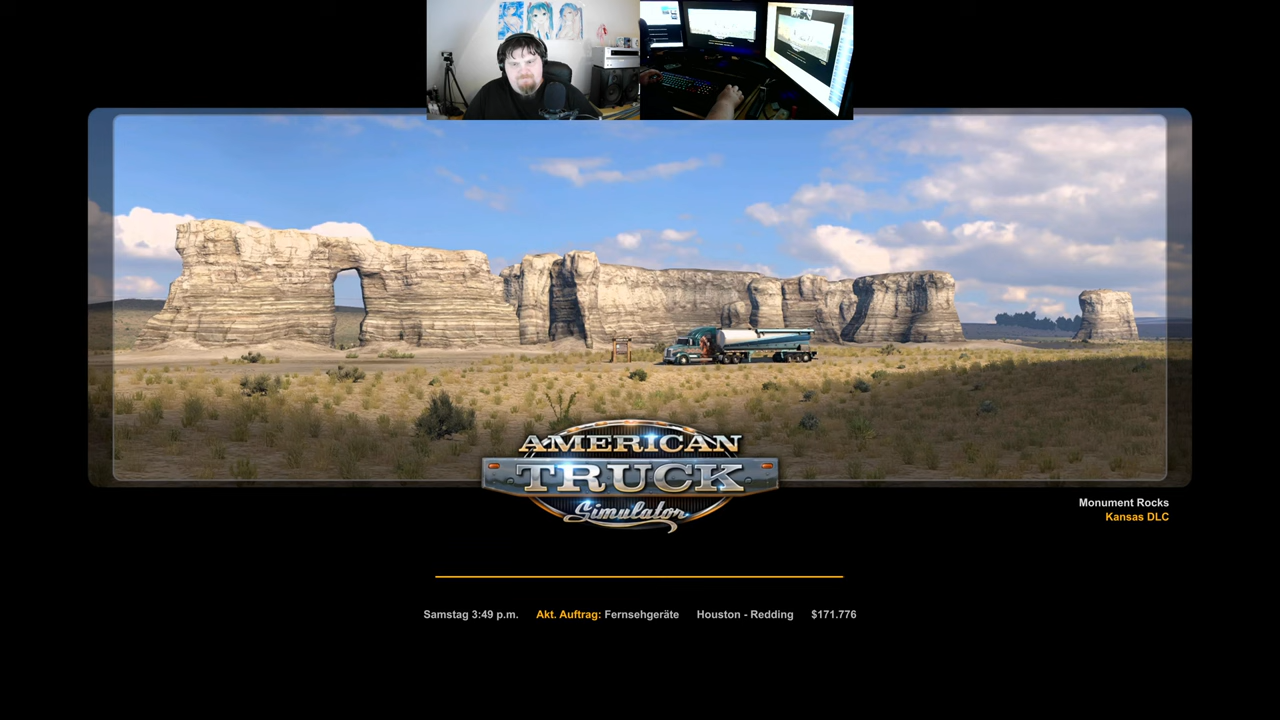 AMERICAN
TRUCK
Simulator
Monument Rocks
Kansas DLC
Samstag 3:49 p.m. Akt. Auftrag: Fernsehgeräte Houston - Redding $171.776